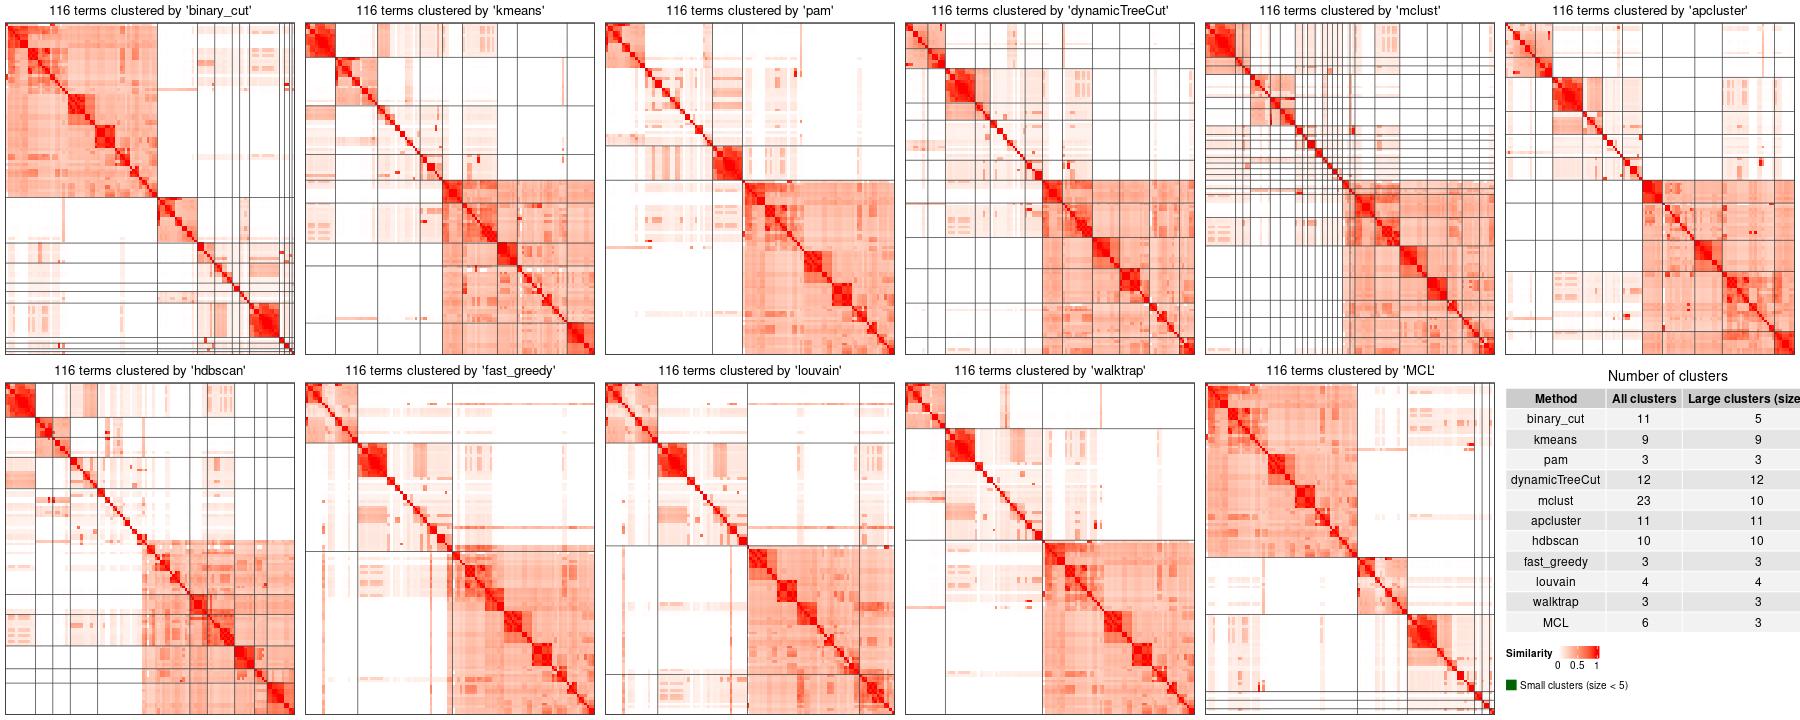 116 terms clustered by 'binary_cut'
116 terms clustered by 'kmeans'
116 terms clustered by 'pam'
116 terms clustered by 'dynamicTreeCut'
116 terms clustered by 'mclust'
116 terms clustered by 'apcluster'
116 terms clustered by 'hdbscan'
116 terms clustered by 'fast_greedy'
116 terms clustered by 'louvain'
116 terms clustered by 'walktrap'
116 terms clustered by 'MCL'
Number of clusters
Method All clusters Large clusters (size
binary_cut 11 5
kmeans 9 9
pam 3 3
dynamicTreeCut 12 12
mclust 23 10
apcluster 11 11
hdbscan 10 10
fast_greedy 3 3
louvain 4 4
walktrap 3 3
MCL 6 3
Similarity
0 0.5 1
Small clusters (size < 5)